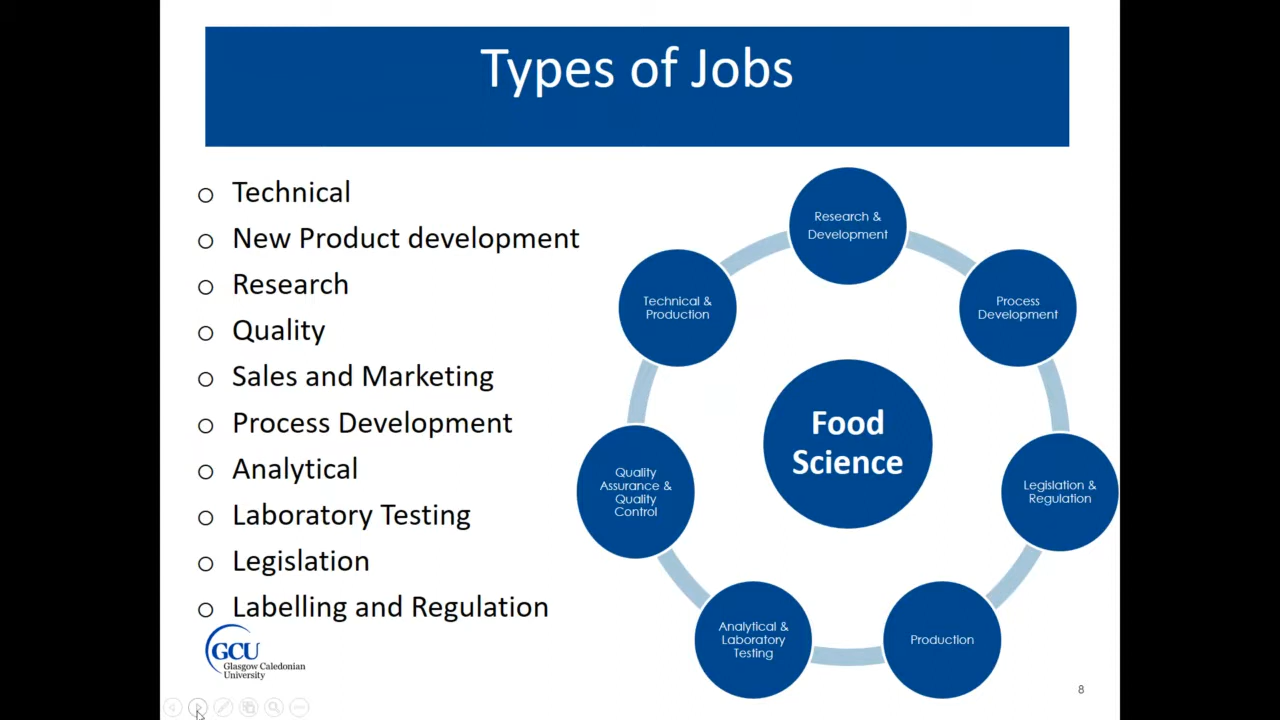 Types of Jobs
o Technical
o New Product development
o Research
o Quality
o Sales and Marketing
o Process Development
o Analytical
o Laboratory Testing
o Legislation
o Labelling and Regulation
Research &
Development
Process
Development
Legislation &
Regulation
Production
Analytical &
Laboratory
Testing
Quality
Assurance &
Quality
Control
Technical &
Production
Food
Science
GCU
Glasgow Caledonian
University
8